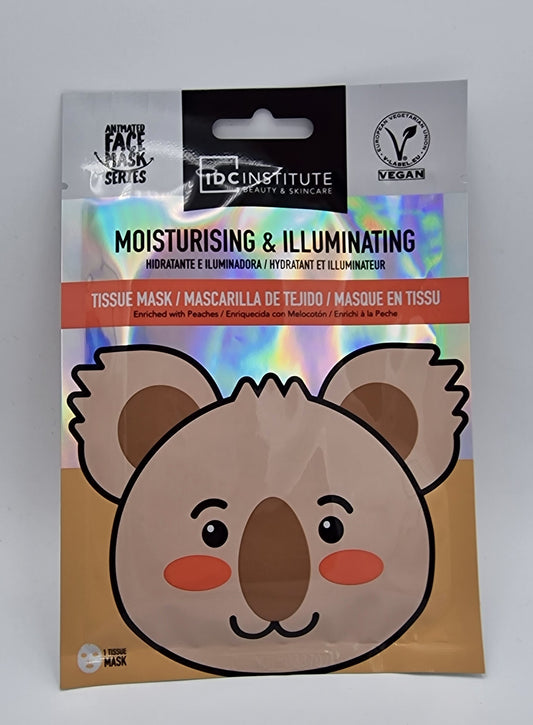 ANIMATED
FACE
MASK
SERIES
IDC INSTITUTE
BEAUTY & SKINCARE
EUROPEAN VEGETARIAN UNION
V-LABEL.EU
VEGAN
MOISTURISING & ILLUMINATING
HIDRATANTE E ILUMINADORA / HYDRATANT ET ILLUMINATEUR
TISSUE MASK / MASCARILLA DE TEJIDO / MASQUE EN TISSU
Enriched with Peaches / Enriquecida con Melocotón / Enrichi à la Peche
1 TISSUE
MASK